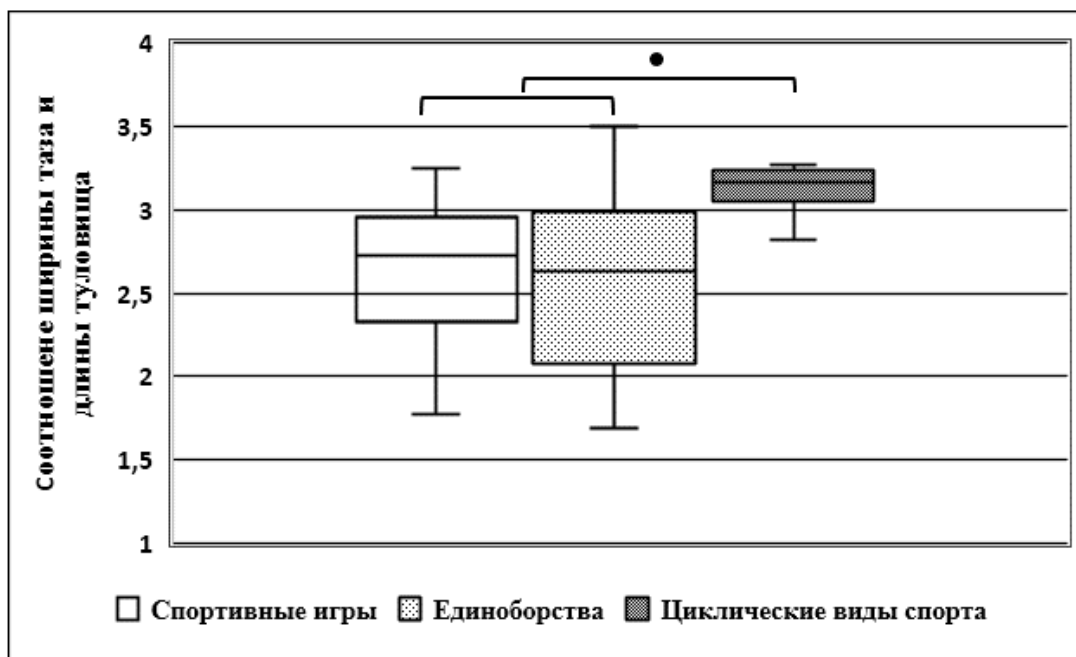 Соотношене ширины таза и
длины туловища
4
3,5
3
2,5
2
1,5
1
Спортивные игры Единоборства Циклические виды спорта